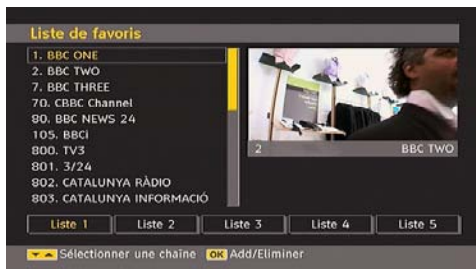 Liste de favoris
1. BBC ONE
2. BBC TWO
7. BBC THREE
70. CBBC Channel
80. BBC NEWS 24
105. BBCi
800. TV3
801. 3/24
802. CATALUNYA RÀDIO
803. CATALUNYA INFORMACIÓ
2 BBC TWO
Liste 1 Liste 2 Liste 3 Liste 4 Liste 5
Sélectionner une chaîne OK Add/Eliminer